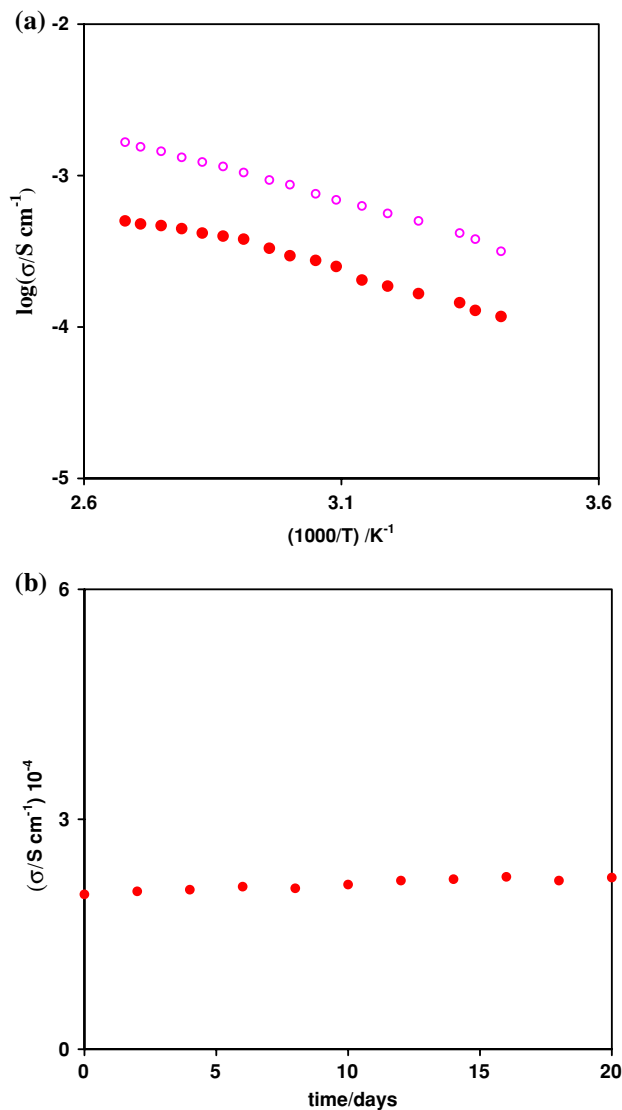 (a)
-2
-3
-4
-5
log(σ/S cm⁻¹)
2.6 3.1 3.6
(1000/T) /K⁻¹
(b)
6
3
0
(σ/S cm⁻¹) 10⁻⁴
0 5 10 15 20
time/days